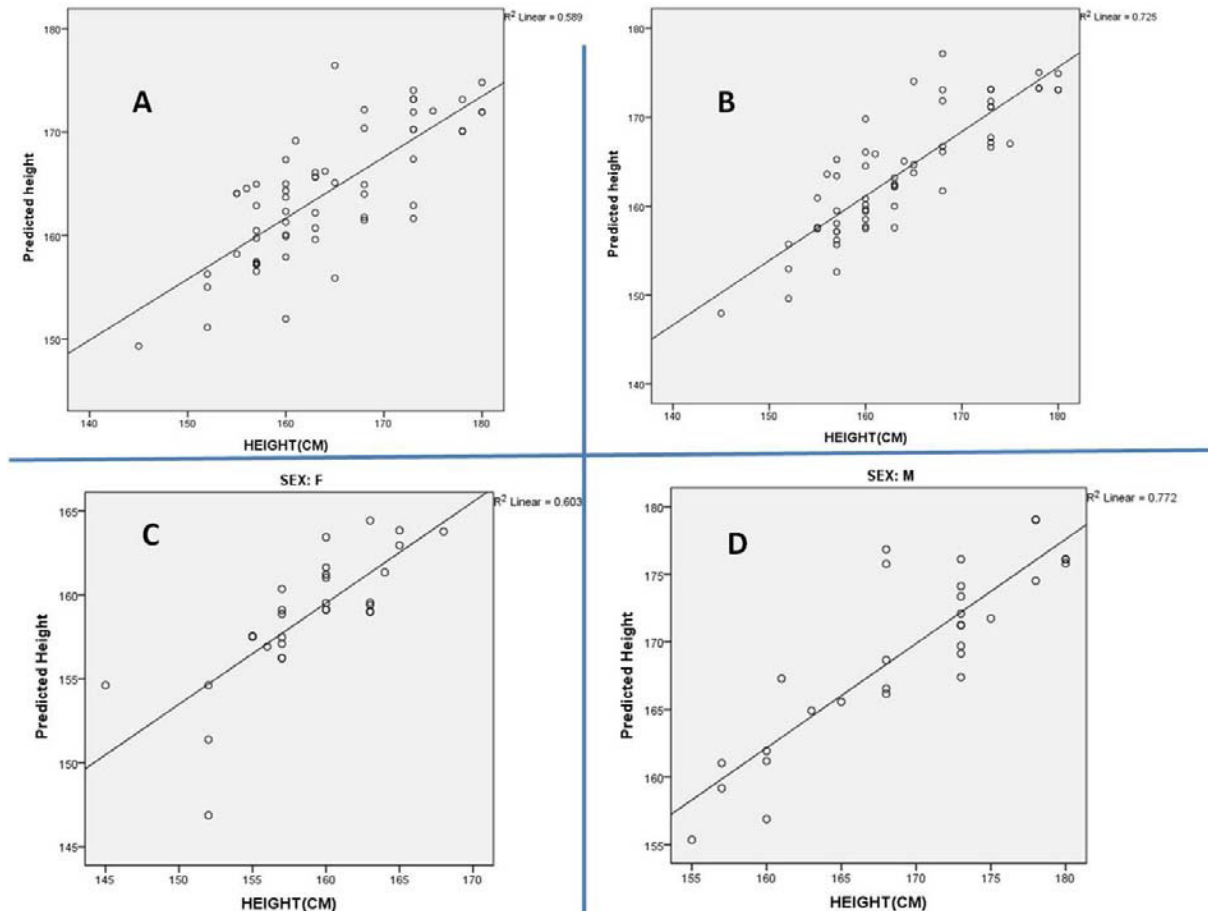 R² Linear = 0.589
A
180
170
160
150
Predicted height
140 150 160 170 180
HEIGHT(CM)
R² Linear = 0.725
B
180
170
160
150
140
Predicted height
140 150 160 170 180
HEIGHT(CM)
SEX: F
R² Linear = 0.603
C
165
160
155
150
145
Predicted Height
145 150 155 160 165 170
HEIGHT(CM)
SEX: M
R² Linear = 0.772
D
180
175
170
165
160
155
Predicted Height
155 160 165 170 175 180
HEIGHT(CM)